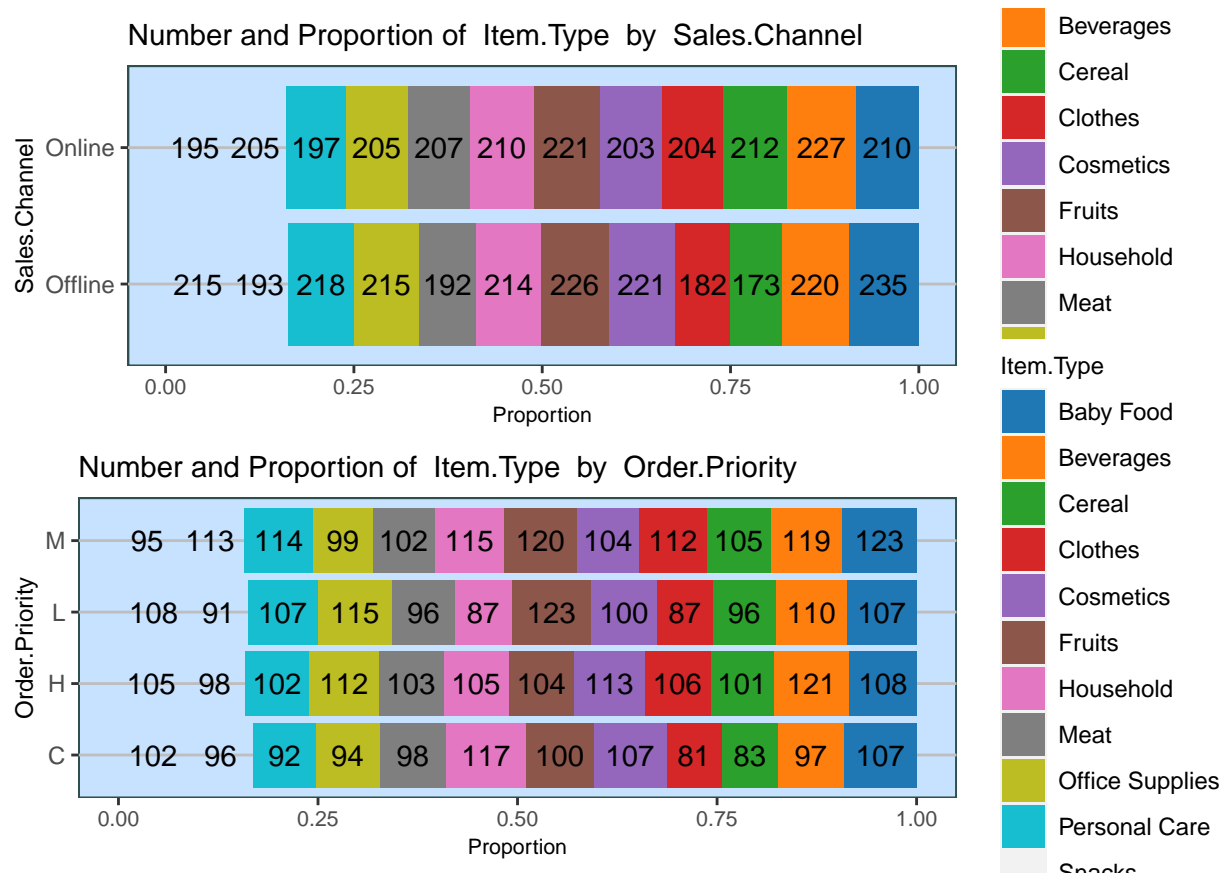 Number and Proportion of  Item.Type  by  Sales.Channel
Sales.Channel
Online
195 205 197 205 207 210 221 203 204 212 227 210
Offline
215 193 218 215 192 214 226 221 182 173 220 235
0.00 0.25 0.50 0.75 1.00
Proportion
Beverages
Cereal
Clothes
Cosmetics
Fruits
Household
Meat
Number and Proportion of  Item.Type  by  Order.Priority
Order.Priority
M
95 113 114 99 102 115 120 104 112 105 119 123
L
108 91 107 115 96 87 123 100 87 96 110 107
H
105 98 102 112 103 105 104 113 106 101 121 108
C
102 96 92 94 98 117 100 107 81 83 97 107
0.00 0.25 0.50 0.75 1.00
Proportion
Item.Type
Baby Food
Beverages
Cereal
Clothes
Cosmetics
Fruits
Household
Meat
Office Supplies
Personal Care
Snacks